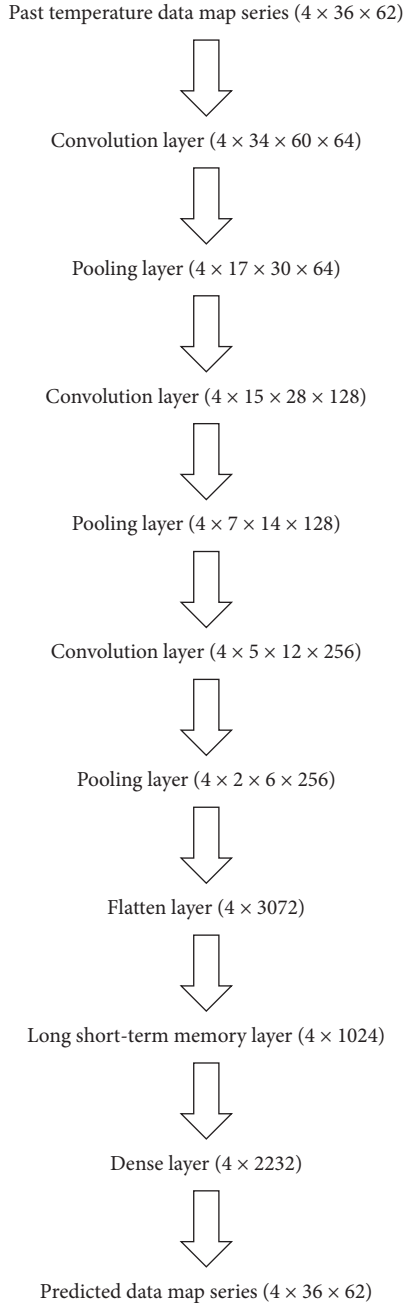 Past temperature data map series (4 × 36 × 62)
Convolution layer (4 × 34 × 60 × 64)
Pooling layer (4 × 17 × 30 × 64)
Convolution layer (4 × 15 × 28 × 128)
Pooling layer (4 × 7 × 14 × 128)
Convolution layer (4 × 5 × 12 × 256)
Pooling layer (4 × 2 × 6 × 256)
Flatten layer (4 × 3072)
Long short-term memory layer (4 × 1024)
Dense layer (4 × 2232)
Predicted data map series (4 × 36 × 62)